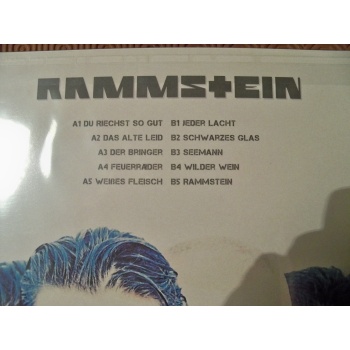 RAMMSTEIN
A1 DU RIECHST SO GUT B1 JEDER LACHT
A2 DAS ALTE LEID B2 SCHWARZES GLAS
A3 DER BRINGER B3 SEEMANN
A4 FEUERRÄDER B4 WILDER WEIN
A5 WEIßES FLEISCH B5 RAMMSTEIN